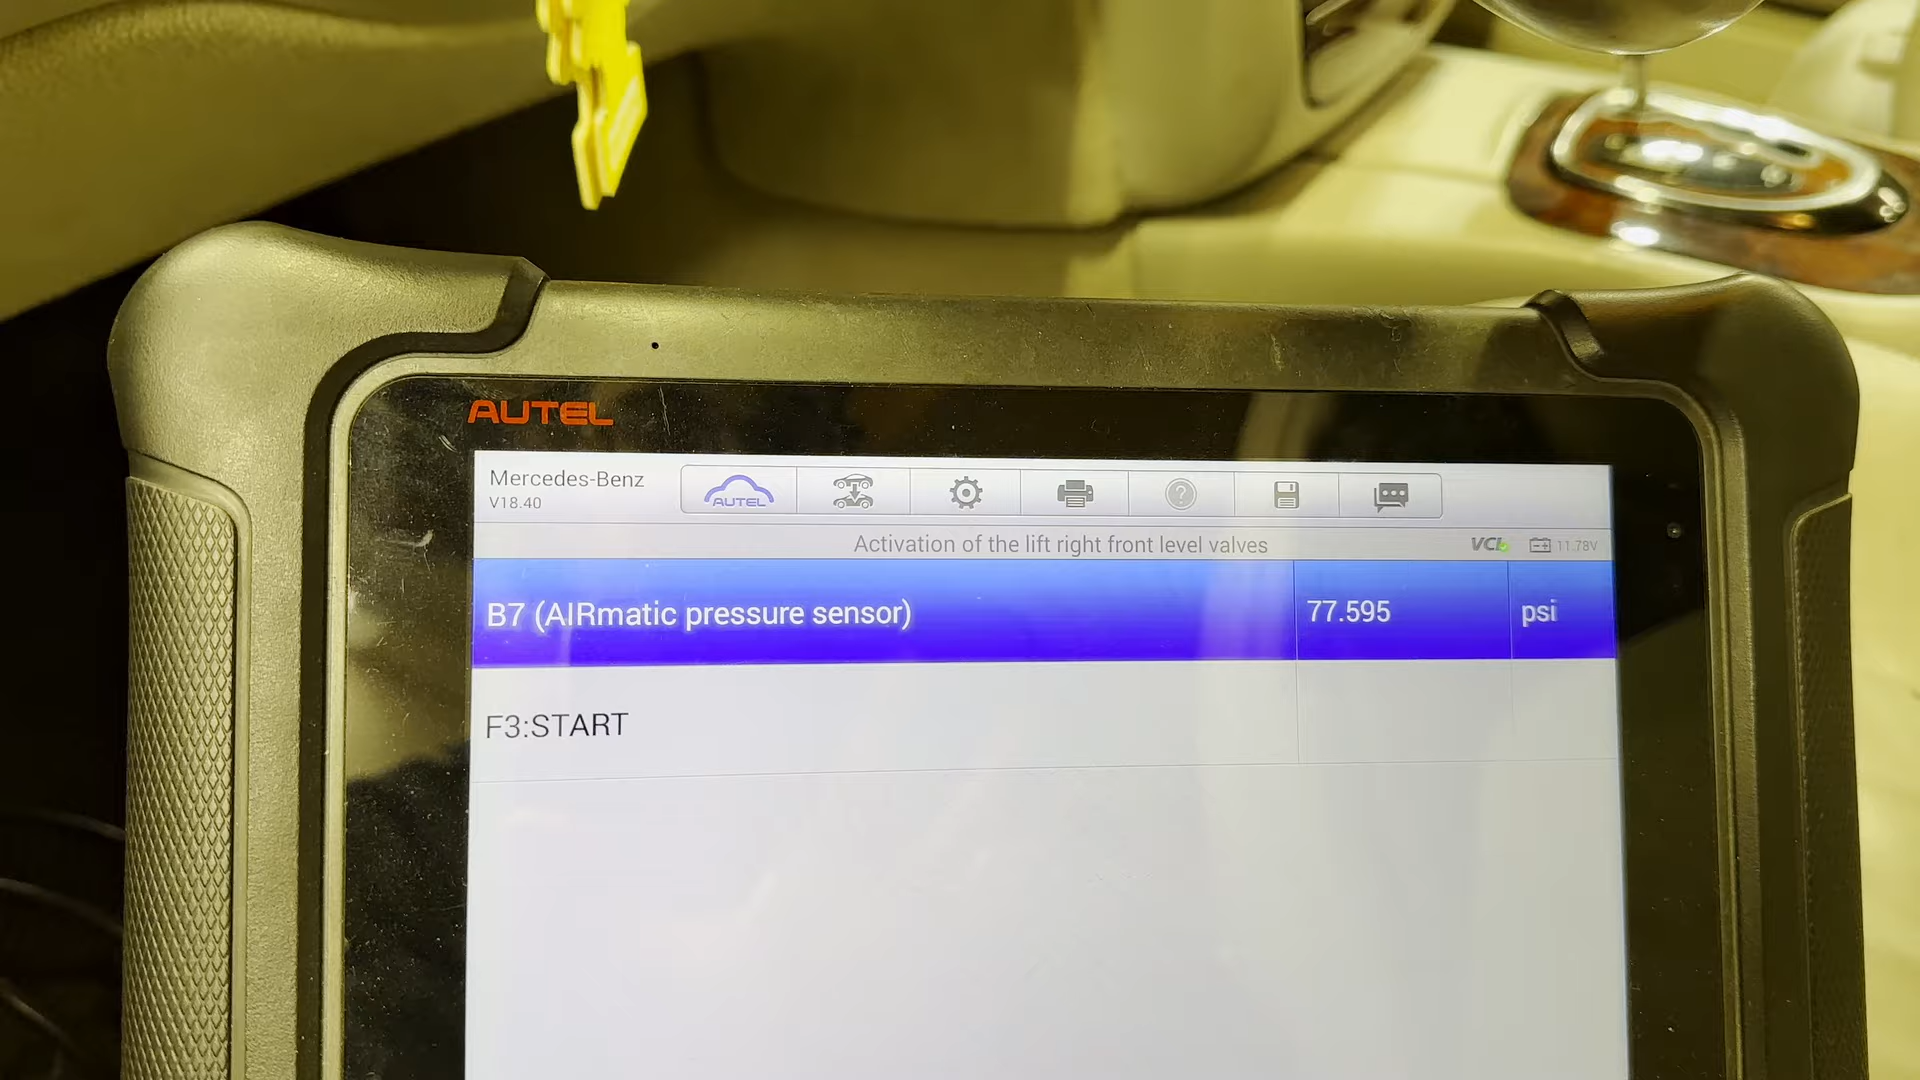 AUTEL
Mercedes-Benz
V18.40
AUTEL
Activation of the lift right front level valves
VCI
11.78V
B7 (AIRmatic pressure sensor)
77.595
psi
F3:START